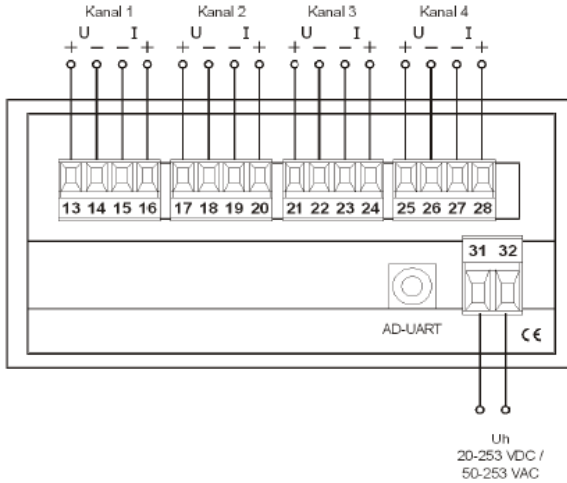 Kanal 1 Kanal 2 Kanal 3 Kanal 4
U I U I U I U I
+ − − + + − − + + − − + + − − +
13 14 15 16 17 18 19 20 21 22 23 24 25 26 27 28
31 32
AD-UART
CE
Uh
20-253 VDC /
50-253 VAC